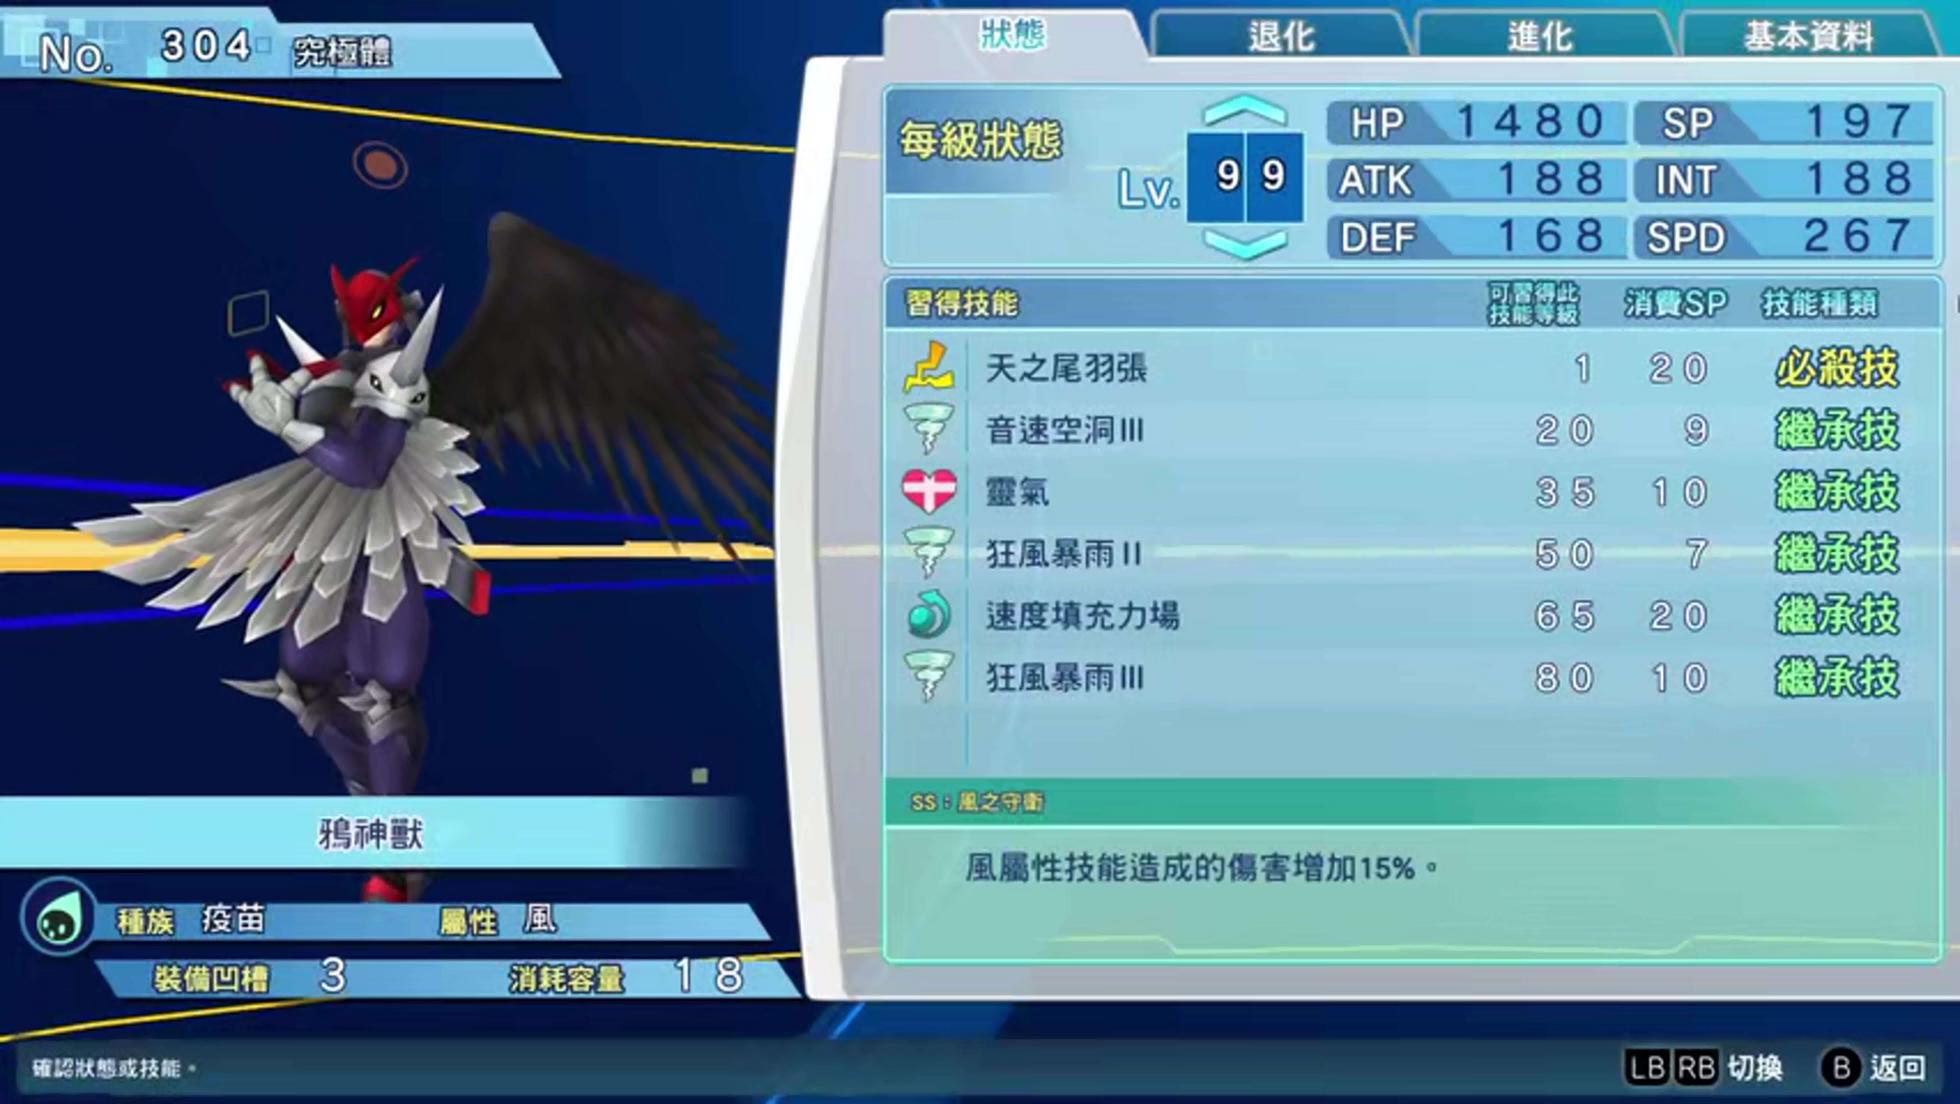 No. 304 究極體
狀態 退化 進化 基本資料
每級狀態
Lv. 99
HP 1480 SP 197
ATK 188 INT 188
DEF 168 SPD 267
習得技能 可習得此技能等級 消費SP 技能種類
天之尾羽張 1 20 必殺技
音速空洞III 20 9 繼承技
靈氣 35 10 繼承技
狂風暴雨II 50 7 繼承技
速度填充力場 65 20 繼承技
狂風暴雨III 80 10 繼承技
SS：風之守衛
風屬性技能造成的傷害增加15%。
鴉神獸
種族 疫苗 屬性 風
裝備凹槽 3 消耗容量 18
確認狀態或技能。
LB RB 切換 B 返回